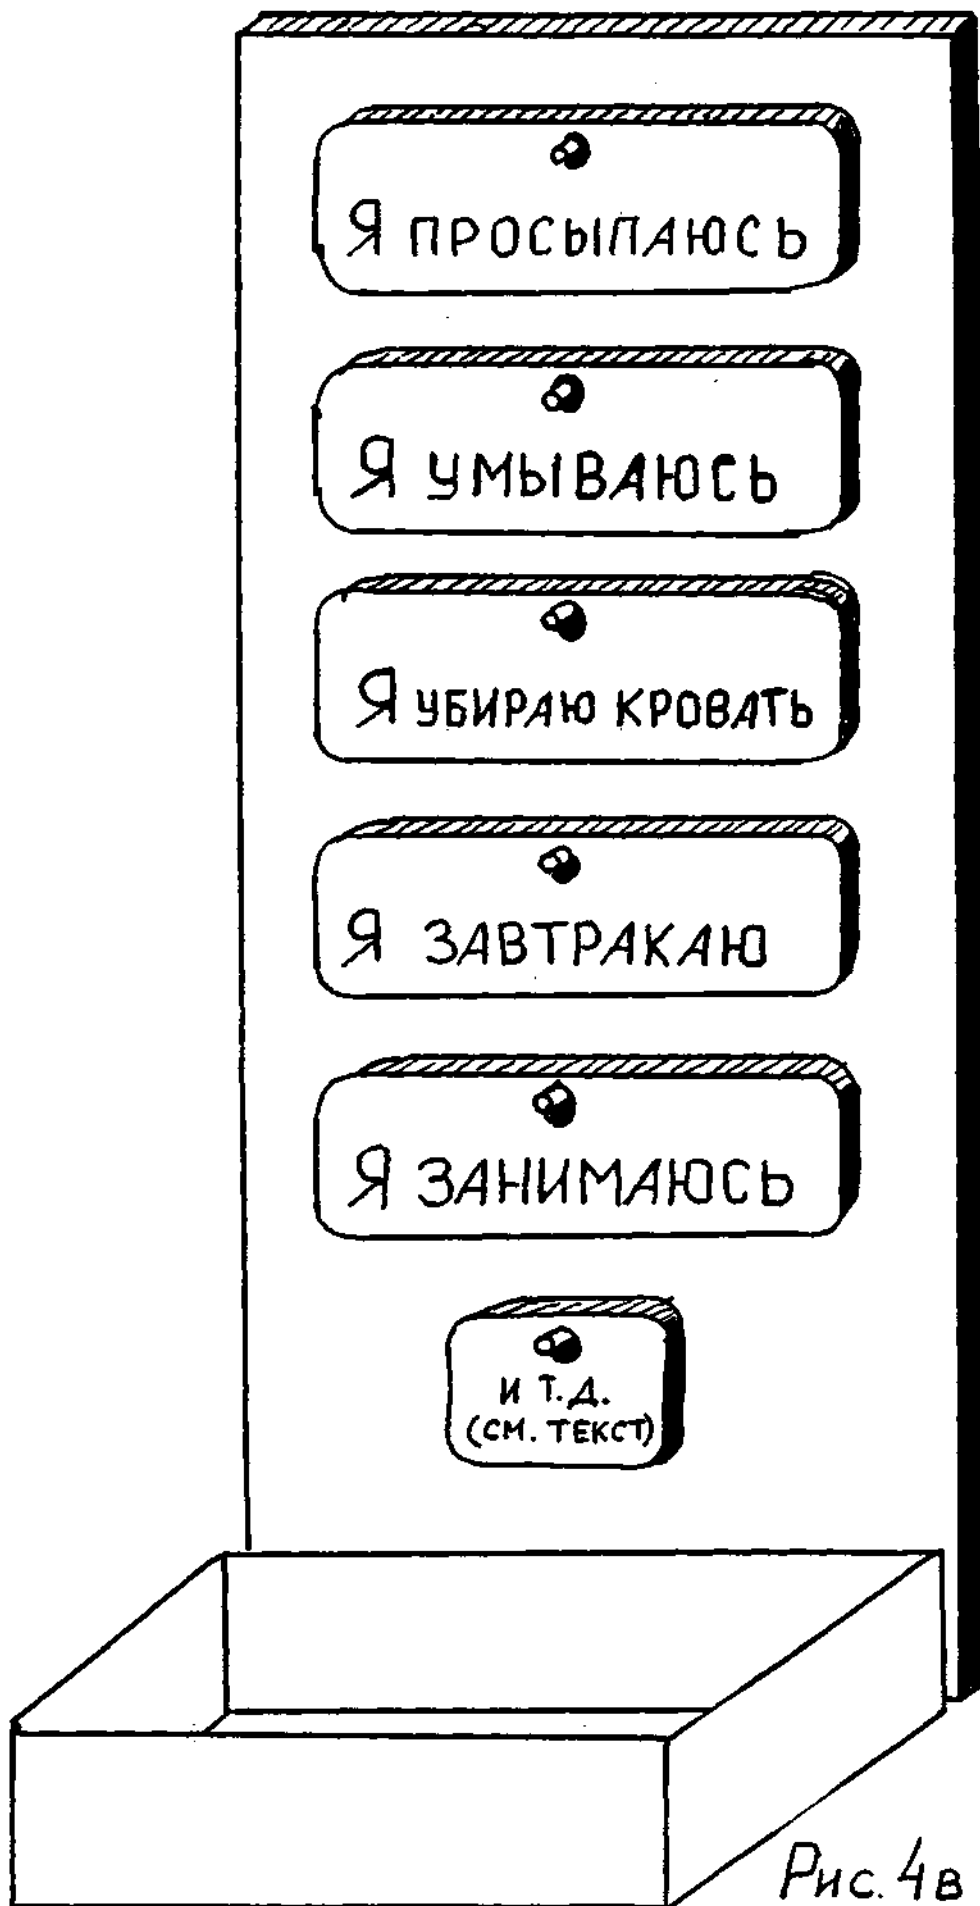 Я ПРОСЫПАЮСЬ
Я УМЫВАЮСЬ
Я УБИРАЮ КРОВАТЬ
Я ЗАВТРАКАЮ
Я ЗАНИМАЮСЬ
И Т.Д.
(СМ. ТЕКСТ)
Рис. 4в